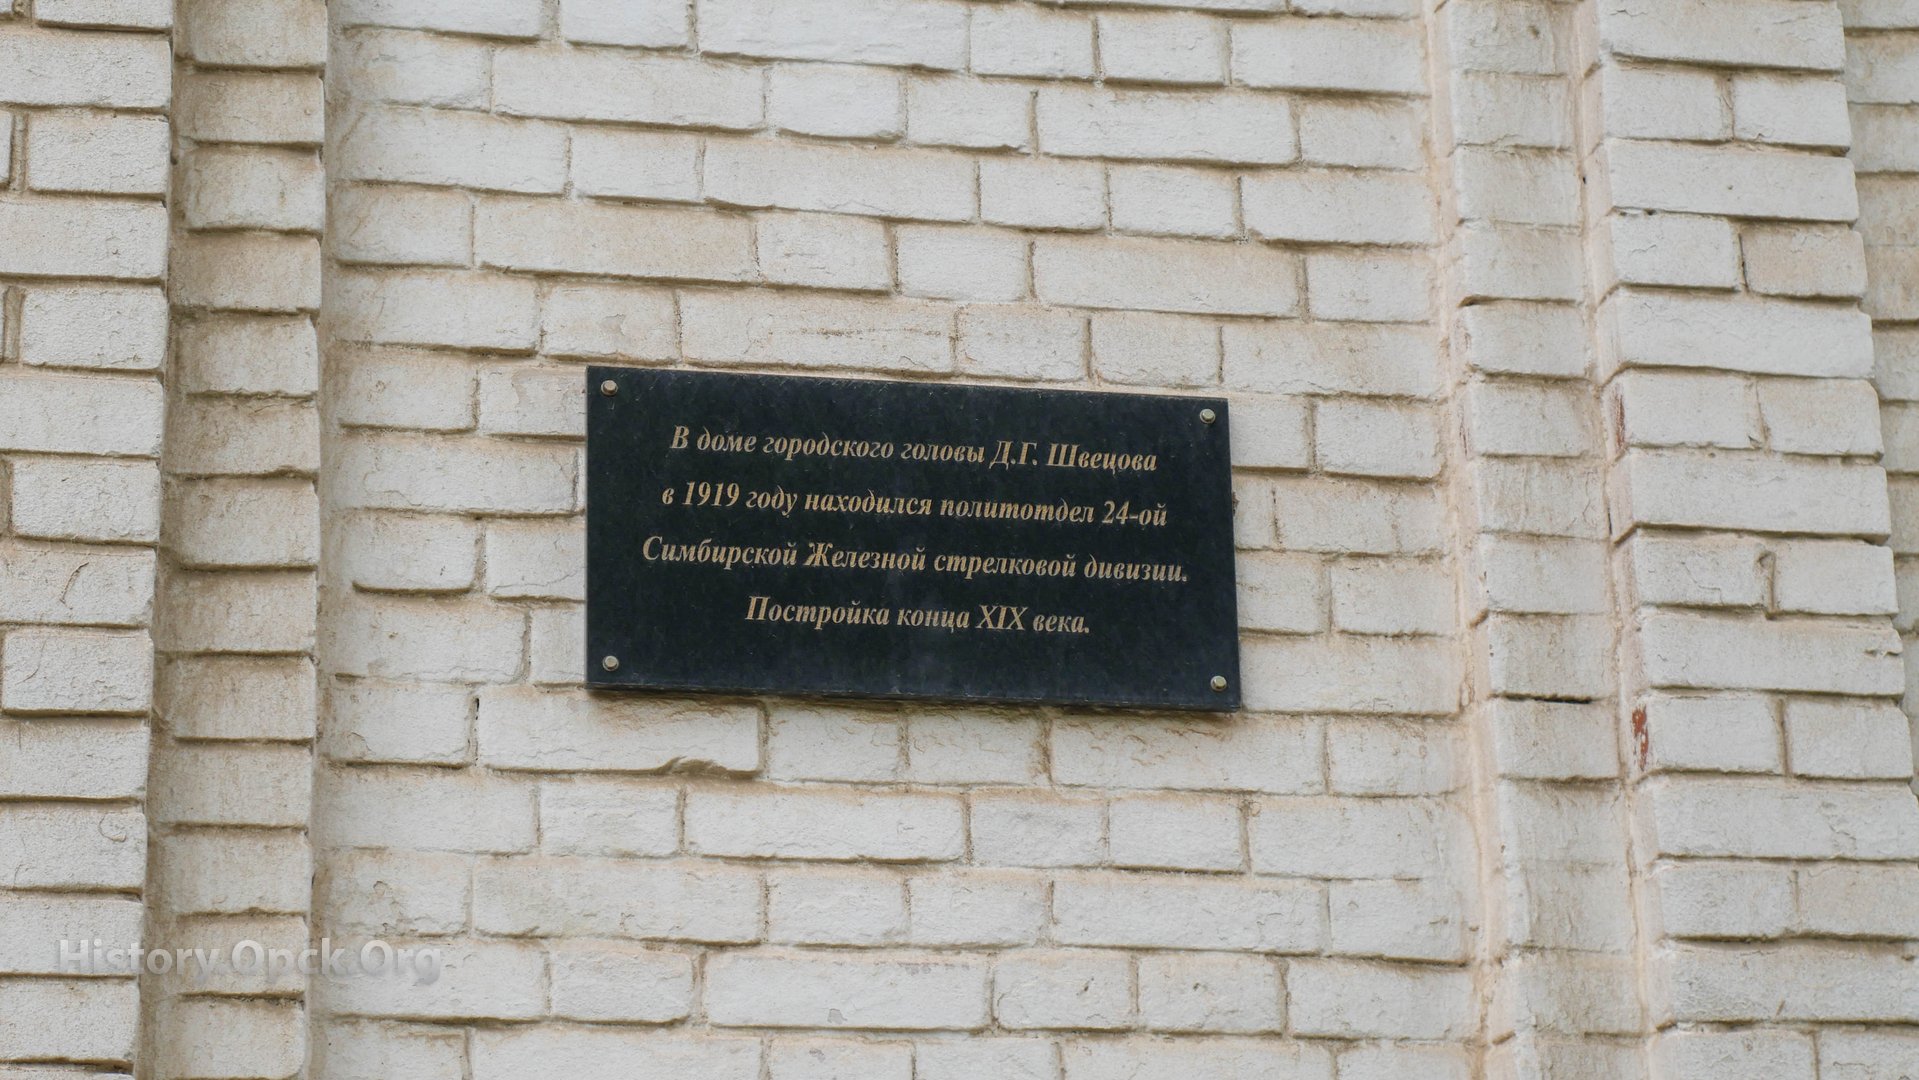 В доме городского головы Д.Г. Швецова
в 1919 году находился политотдел 24-ой
Симбирской Железной стрелковой дивизии.
Постройка конца XIX века.
History.Opck.Org